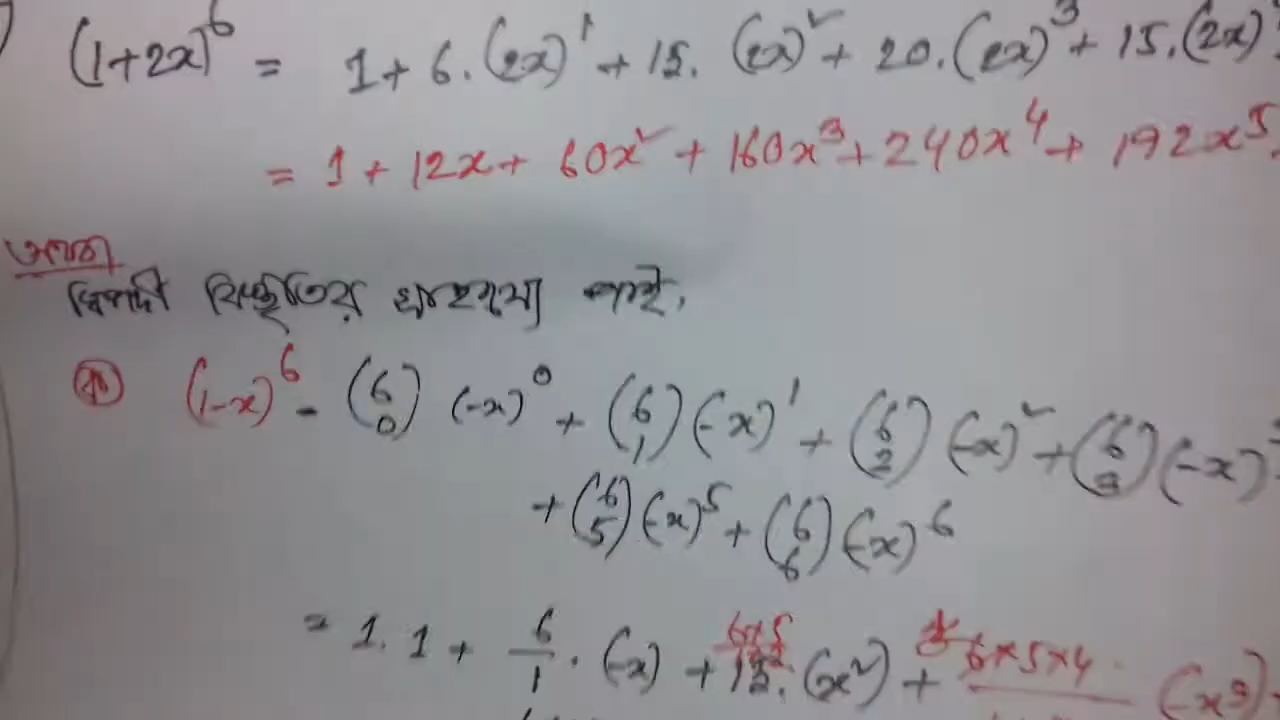 (1+2x)⁶ = 1 + 6.(2x)¹ + 15.(2x)² + 20.(2x)³ + 15.(2x)
= 1 + 12x + 60x² + 160x³ + 240x⁴ + 192x⁵
অথবা
দ্বিপদী বিস্তৃতির সাহায্যে পাই,
(1-x)⁶ = (6 0) (-x)⁰ + (6 1) (-x)¹ + (6 2) (-x)² + (6 3) (-x)
+ (6 5) (-x)⁵ + (6 6) (-x)⁶
= 1.1 + 6/1 . (-x) + 15. (x²) + 6×5×4 (-x³)